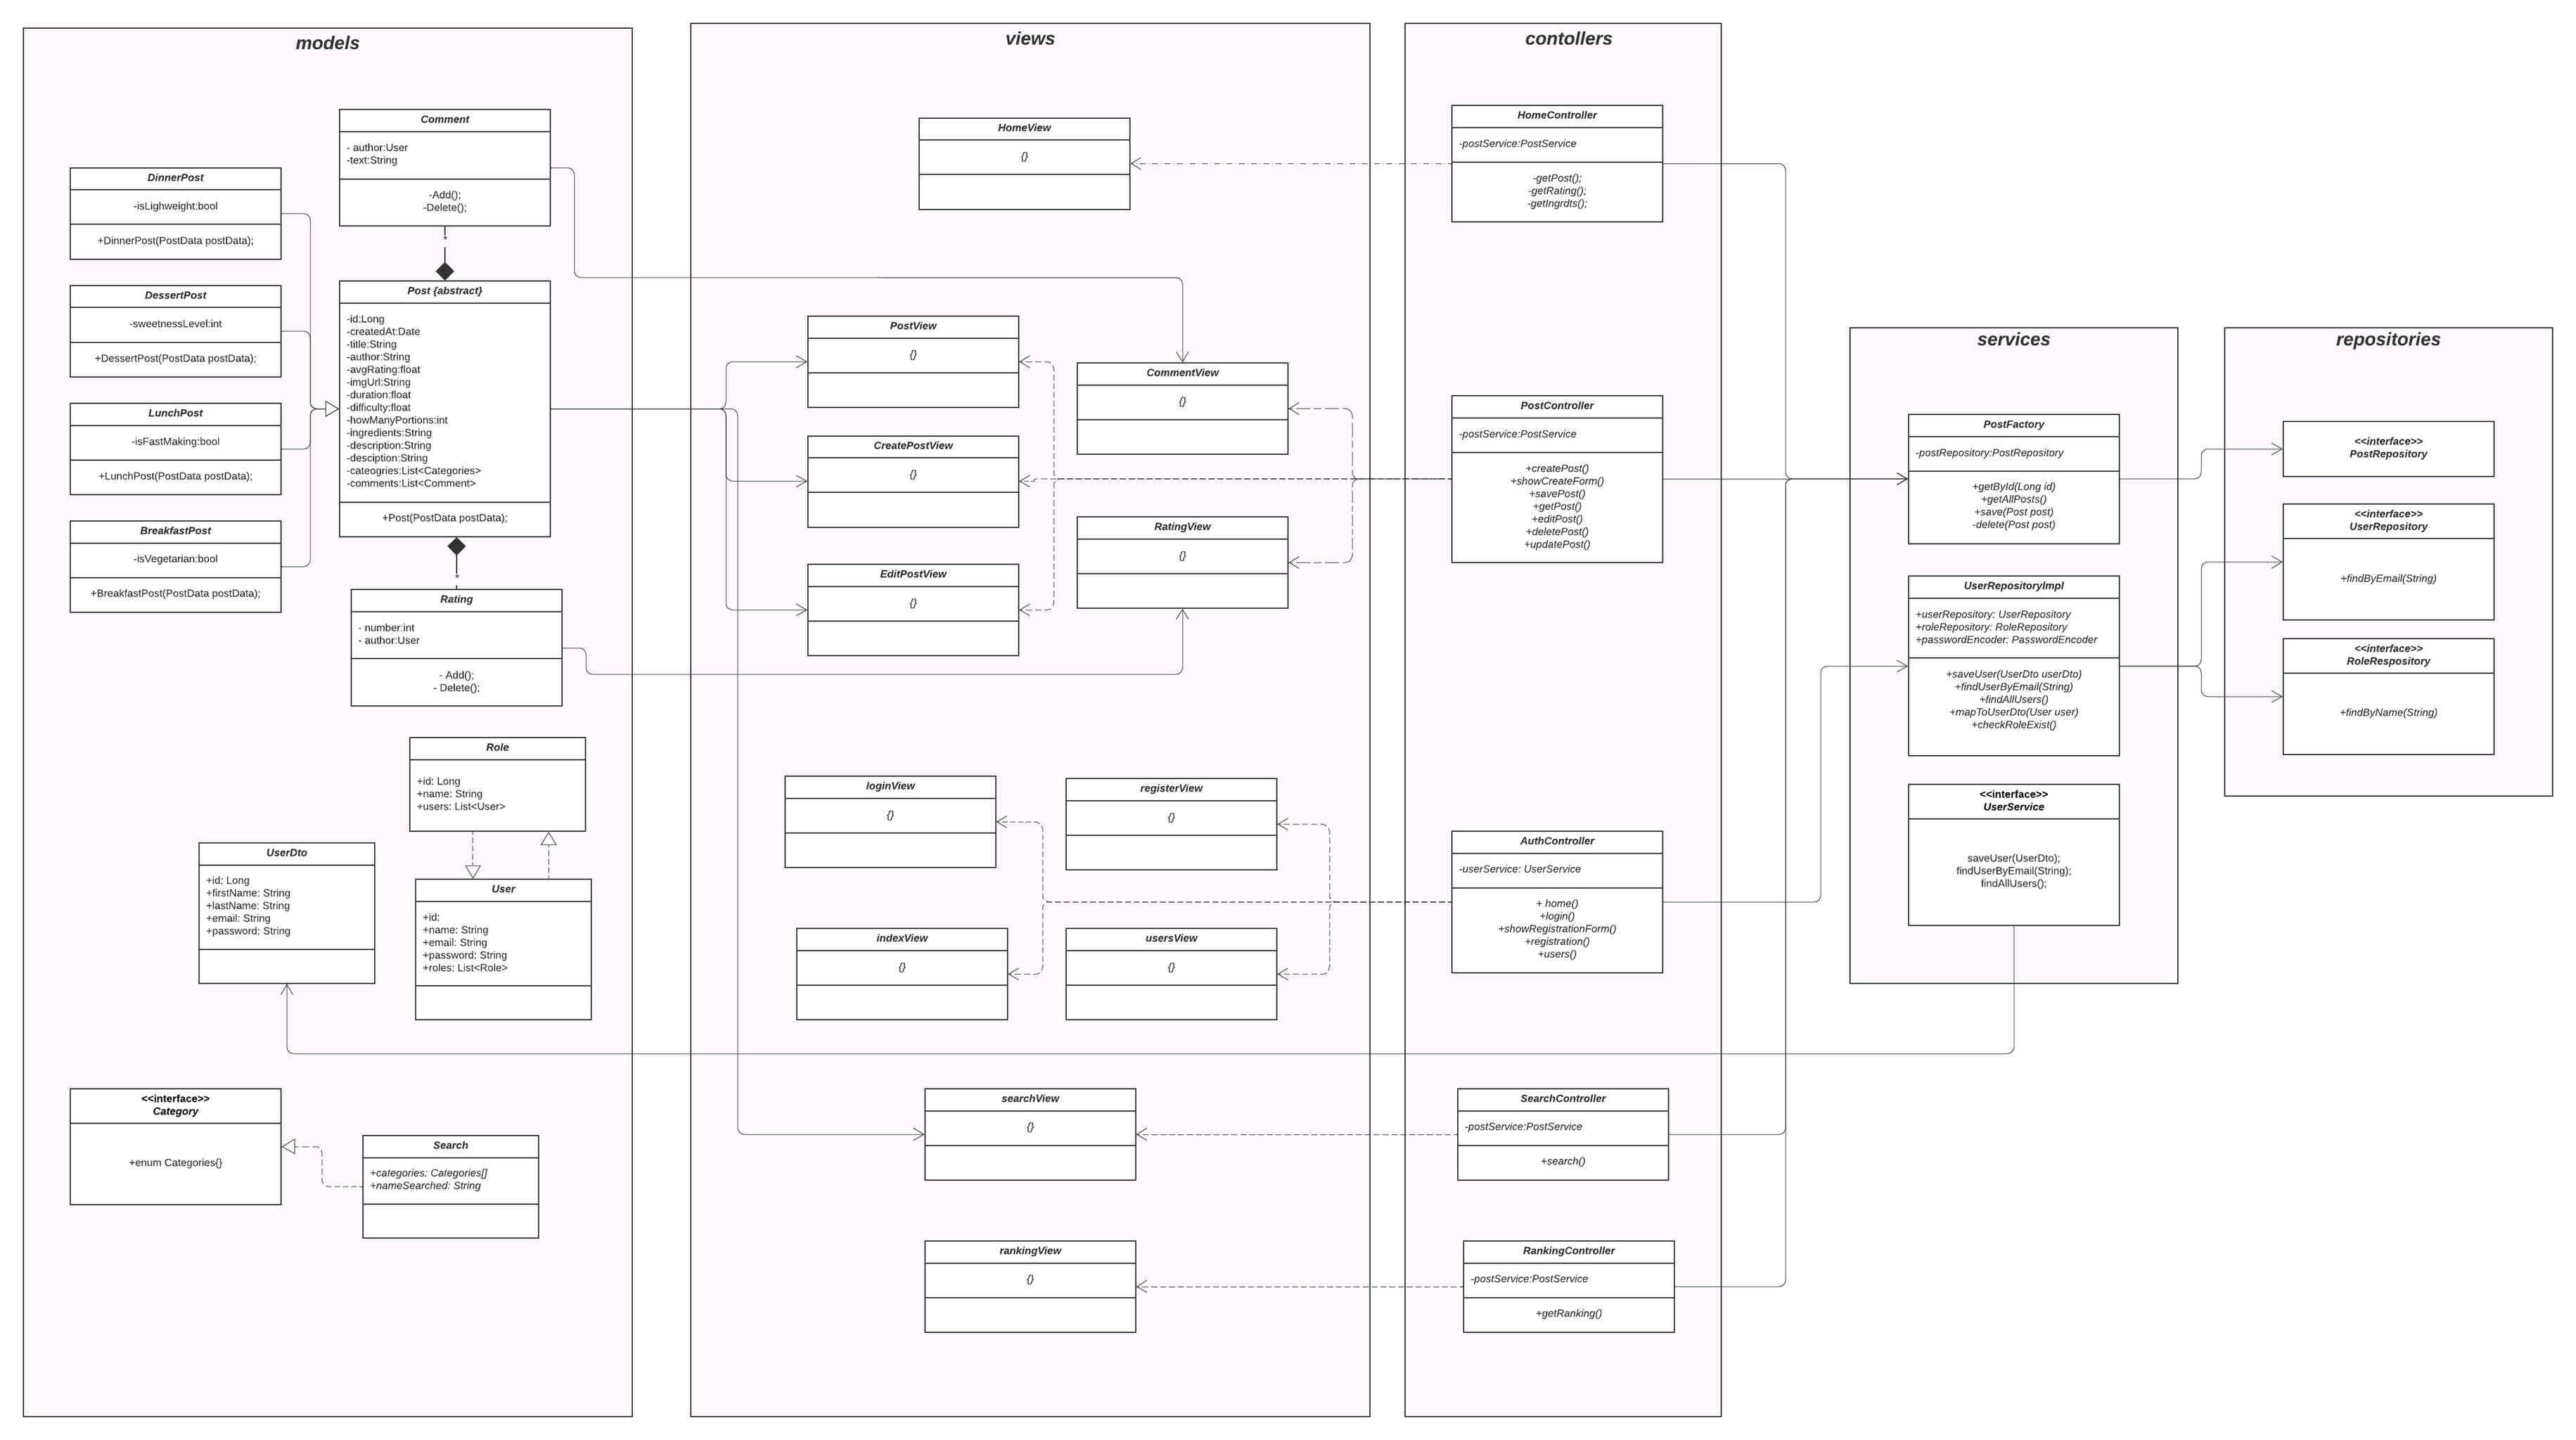 models
Comment
- author:User
-text:String
-Add();
-Delete();
*
DinnerPost
-isLighweight:bool
+DinnerPost(PostData postData);
DessertPost
-sweetnessLevel:int
+DessertPost(PostData postData);
LunchPost
-isFastMaking:bool
+LunchPost(PostData postData);
BreakfastPost
-isVegetarian:bool
+BreakfastPost(PostData postData);
Post {abstract}
-id:Long
-createdAt:Date
-title:String
-author:String
-avgRating:float
-imgUrl:String
-duration:float
-difficulty:float
-howManyPortions:int
-ingredients:String
-description:String
-desciption:String
-cateogries:List<Categories>
-comments:List<Comment>
+Post(PostData postData);
*
Rating
- number:int
- author:User
- Add();
- Delete();
Role
+id: Long
+name: String
+users: List<User>
UserDto
+id: Long
+firstName: String
+lastName: String
+email: String
+password: String
User
+id:
+name: String
+email: String
+password: String
+roles: List<Role>
<<interface>>
Category
+enum Categories{}
Search
+categories: Categories[]
+nameSearched: String
views
HomeView
{}
PostView
{}
CommentView
{}
CreatePostView
{}
RatingView
{}
EditPostView
{}
loginView
{}
registerView
{}
indexView
{}
usersView
{}
searchView
{}
rankingView
{}
contollers
HomeController
-postService:PostService
-getPost();
-getRating();
-getIngrdts();
PostController
-postService:PostService
+createPost()
+showCreateForm()
+savePost()
+getPost()
+editPost()
+deletePost()
+updatePost()
AuthController
-userService: UserService
+ home()
+login()
+showRegistrationForm()
+registration()
+users()
SearchController
-postService:PostService
+search()
RankingController
-postService:PostService
+getRanking()
services
PostFactory
-postRepository:PostRepository
+getById(Long id)
+getAllPosts()
+save(Post post)
-delete(Post post)
UserRepositoryImpl
+userRepository: UserRepository
+roleRepository: RoleRepository
+passwordEncoder: PasswordEncoder
+saveUser(UserDto userDto)
+findUserByEmail(String)
+findAllUsers()
+mapToUserDto(User user)
+checkRoleExist()
<<interface>>
UserService
saveUser(UserDto);
findUserByEmail(String);
findAllUsers();
repositories
<<interface>>
PostRepository
<<interface>>
UserRepository
+findByEmail(String)
<<interface>>
RoleRespository
+findByName(String)